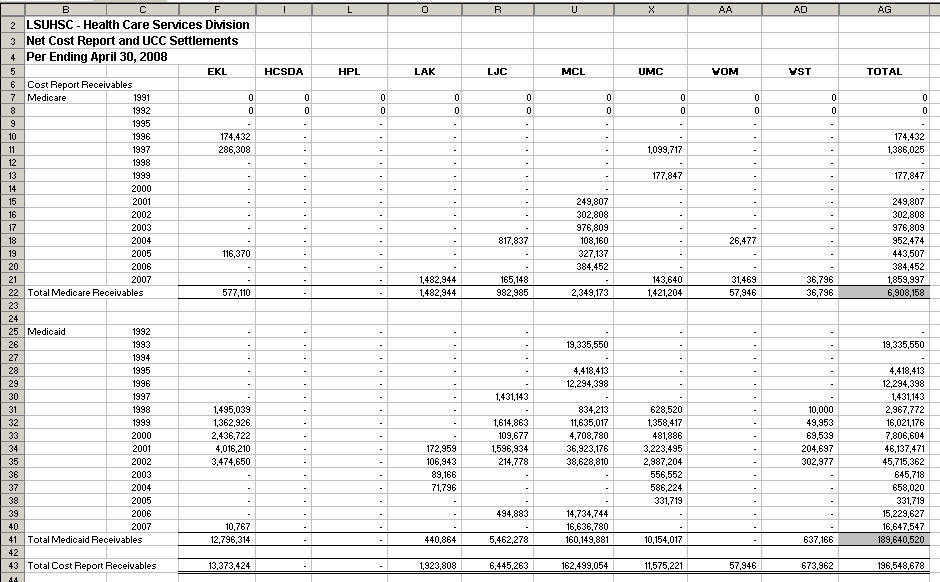 B C F I L O R U X AA AD AG
2 LSUHSC - Health Care Services Division
3 Net Cost Report and UCC Settlements
4 Per Ending April 30, 2008
5 EKL HCSDA HPL LAK LJC MCL UMC WOM WST TOTAL
6 Cost Report Receivables
7 Medicare 1991 0 0 0 0 0 0 0 0 0 0
8 1992 0 0 0 0 0 0 0 0 0 0
9 1995 - - - - - - - - - -
10 1996 174,432 - - - - - - - - 174,432
11 1997 286,308 - - - - - 1,099,717 - - 1,386,025
12 1998 - - - - - - - - - -
13 1999 - - - - - - 177,847 - - 177,847
14 2000 - - - - - - - - - -
15 2001 - - - - - 249,807 - - - 249,807
16 2002 - - - - - 302,808 - - - 302,808
17 2003 - - - - - 976,809 - - - 976,809
18 2004 - - - - 817,837 108,160 - 26,477 - 952,474
19 2005 116,370 - - - - 327,137 - - - 443,507
20 2006 - - - - - 384,452 - - - 384,452
21 2007 - - - 1,482,944 165,148 - 143,640 31,469 36,796 1,859,997
22 Total Medicare Receivables 577,110 - - 1,482,944 982,985 2,349,173 1,421,204 57,946 36,796 6,908,158
23
24
25 Medicaid 1992 - - - - - - - - - -
26 1993 - - - - - 19,335,550 - - - 19,335,550
27 1994 - - - - - - - - - -
28 1995 - - - - - 4,418,413 - - - 4,418,413
29 1996 - - - - - 12,294,398 - - - 12,294,398
30 1997 - - - - 1,431,143 - - - - 1,431,143
31 1998 1,495,039 - - - - 834,213 628,520 - 10,000 2,967,772
32 1999 1,362,926 - - - 1,614,863 11,635,017 1,358,417 - 49,953 16,021,176
33 2000 2,436,722 - - - 109,677 4,708,780 481,886 - 69,539 7,806,604
34 2001 4,016,210 - - 172,959 1,596,934 36,923,176 3,223,495 - 204,697 46,137,471
35 2002 3,474,650 - - 106,943 214,778 38,628,810 2,987,204 - 302,977 45,715,362
36 2003 - - - 89,166 - - 556,552 - - 645,718
37 2004 - - - 71,796 - - 586,224 - - 658,020
38 2005 - - - - - - 331,719 - - 331,719
39 2006 - - - - 494,883 14,734,744 - - - 15,229,627
40 2007 10,767 - - - - 16,636,780 - - - 16,647,547
41 Total Medicaid Receivables 12,796,314 - - 440,864 5,462,278 160,149,881 10,154,017 - 637,166 189,640,520
42
43 Total Cost Report Receivables 13,373,424 - - 1,923,808 6,445,263 162,499,054 11,575,221 57,946 673,962 196,548,678
44